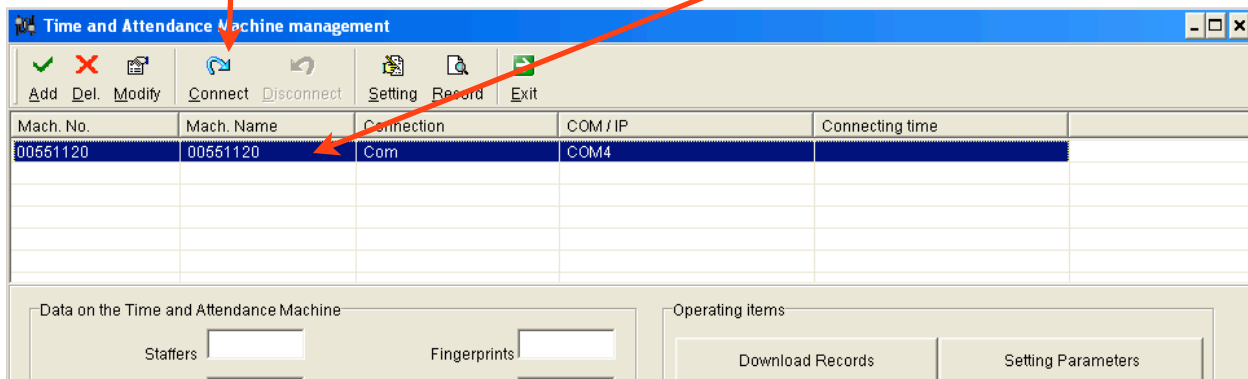 Time and Attendance Machine management
Add Del. Modify Connect Disconnect Setting Record Exit
Mach. No. Mach. Name Connection COM / IP Connecting time
00551120 00551120 Com COM4
Data on the Time and Attendance Machine Operating items
Staffers Fingerprints Download Records Setting Parameters